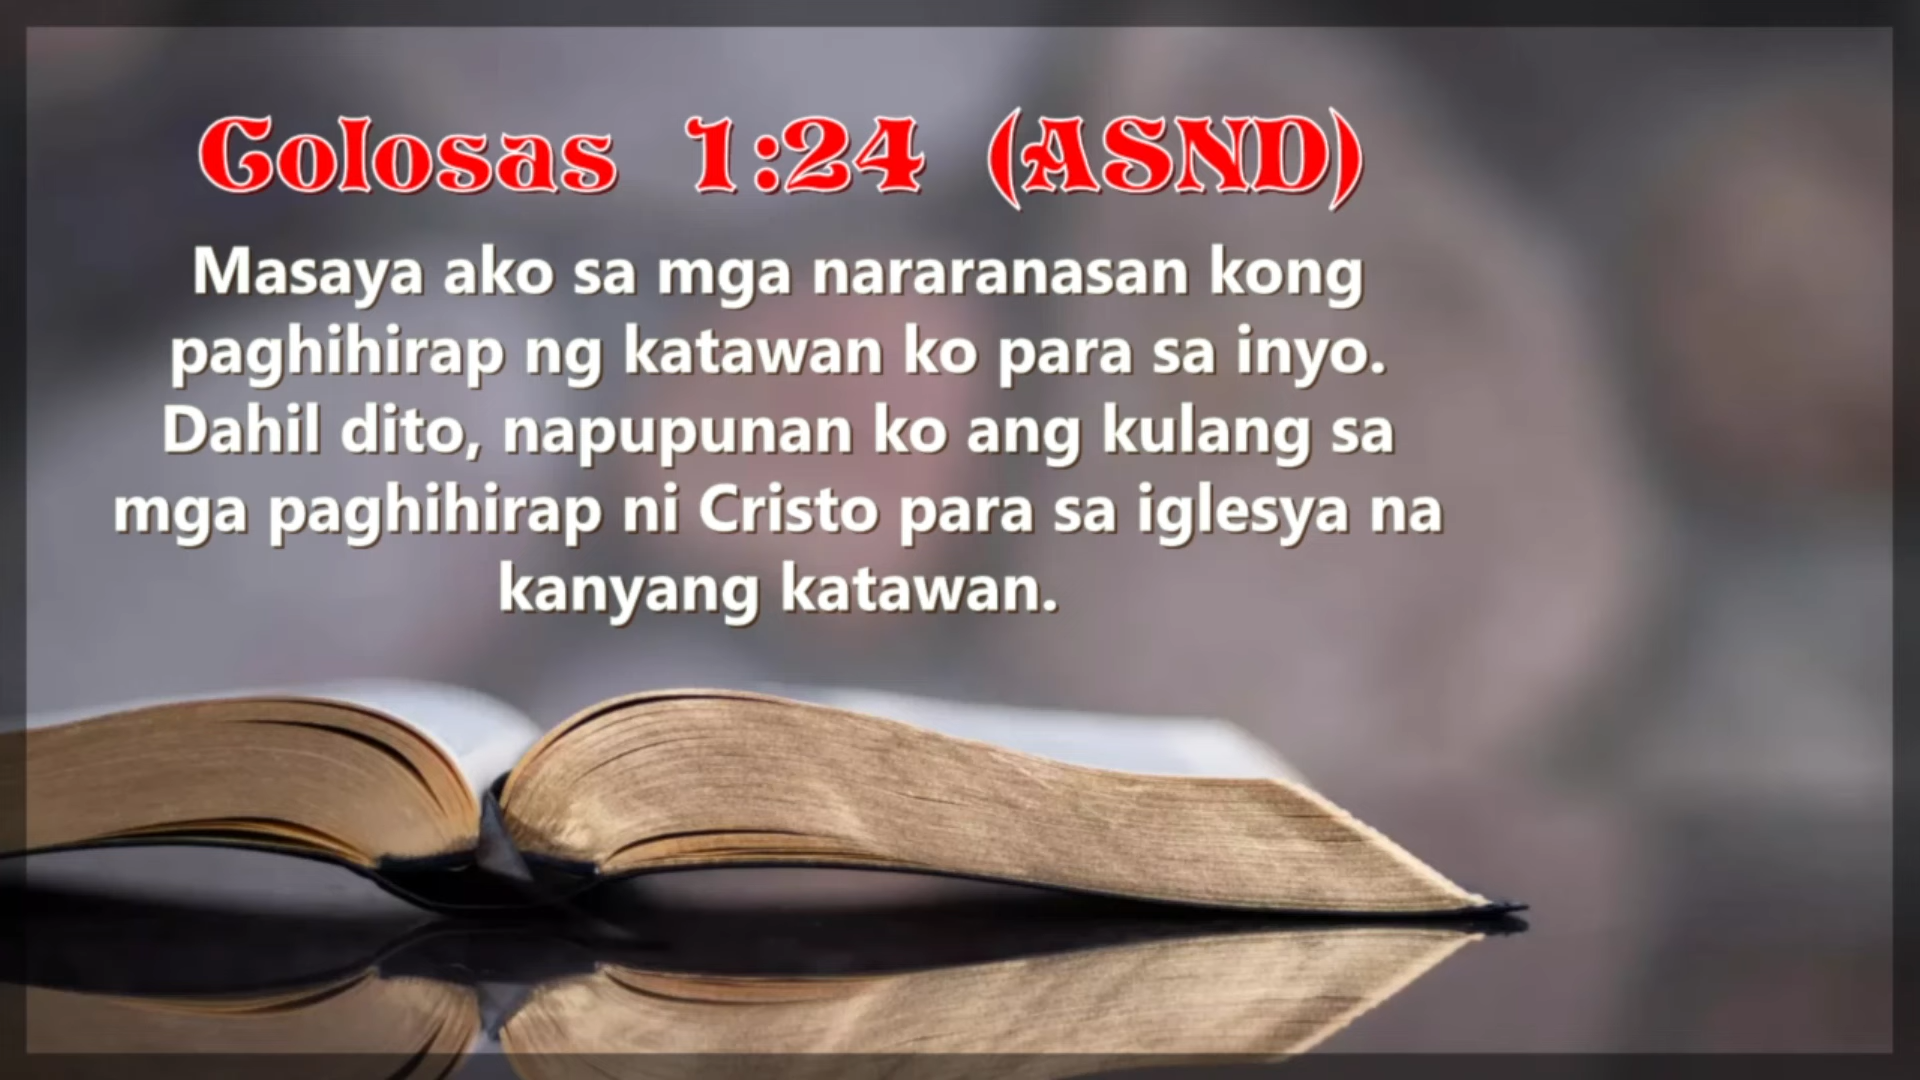 Colosas 1:24 (ASND)
Masaya ako sa mga nararanasan kong
paghihirap ng katawan ko para sa inyo.
Dahil dito, napupunan ko ang kulang sa
mga paghihirap ni Cristo para sa iglesya na
kanyang katawan.